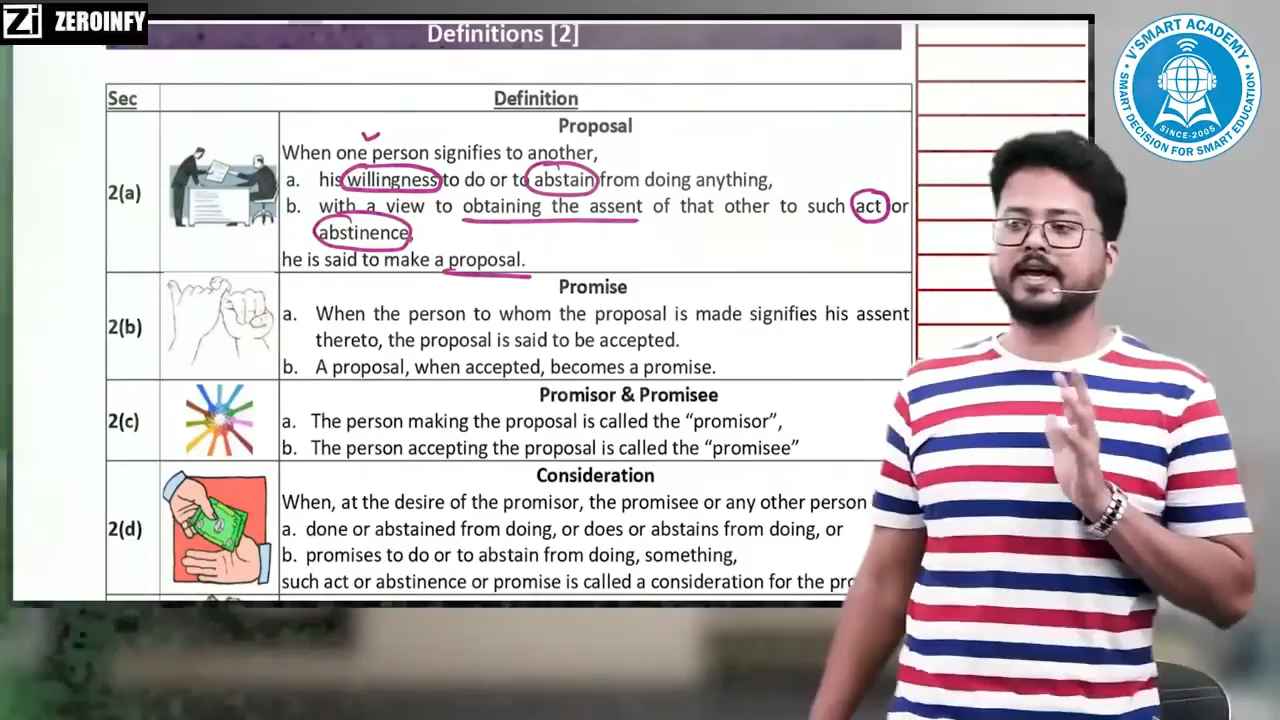 ZI ZEROINFY
Definitions [2]
Sec Definition
Proposal
When one person signifies to another,
2(a)
a. his willingness to do or to abstain from doing anything,
b. with a view to obtaining the assent of that other to such act or
abstinence,
he is said to make a proposal.
Promise
2(b)
a. When the person to whom the proposal is made signifies his assent
thereto, the proposal is said to be accepted.
b. A proposal, when accepted, becomes a promise.
Promisor & Promisee
2(c)
a. The person making the proposal is called the “promisor”,
b. The person accepting the proposal is called the “promisee”
Consideration
2(d)
When, at the desire of the promisor, the promisee or any other person
a. done or abstained from doing, or does or abstains from doing, or
b. promises to do or to abstain from doing, something,
such act or abstinence or promise is called a consideration for the pro
V'SMART ACADEMY
SMART DECISION FOR SMART EDUCATION
SINCE-2005